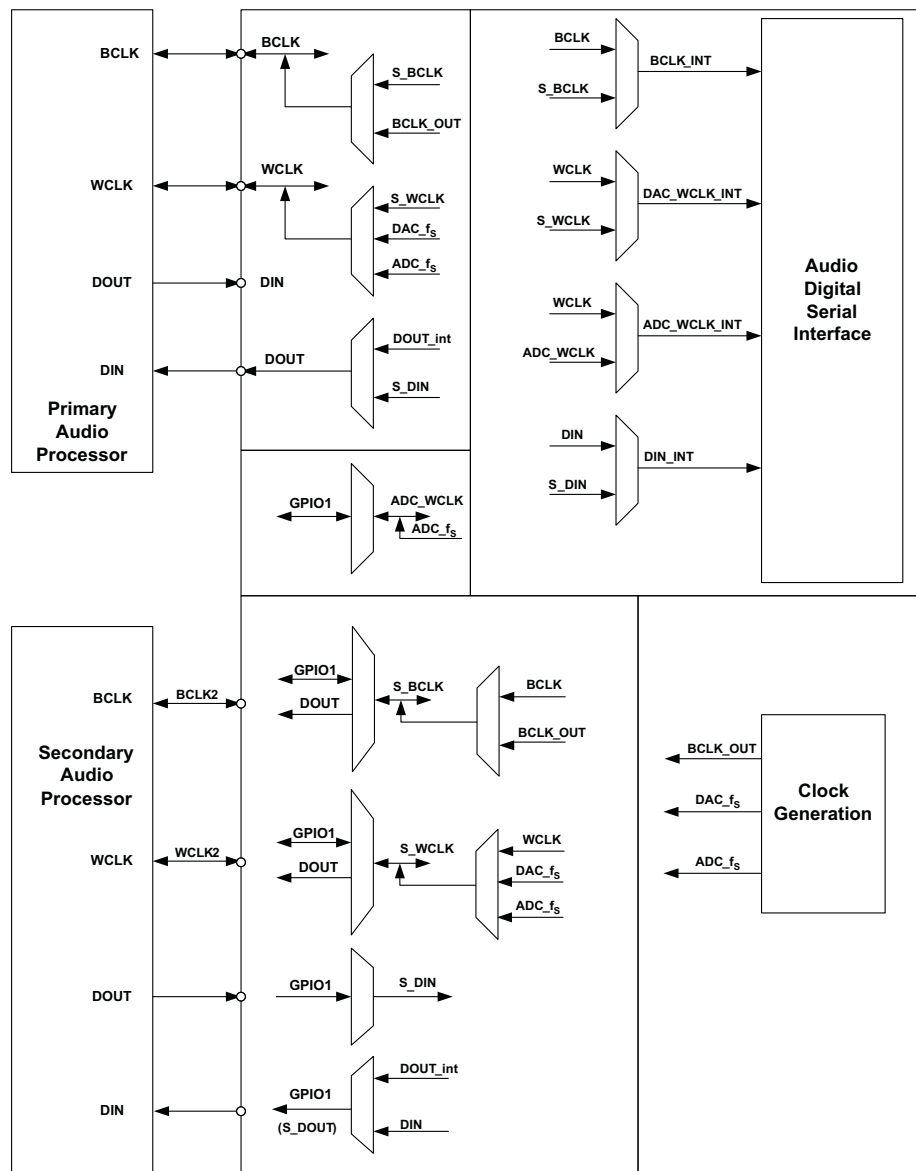 BCLK
WCLK
DOUT
DIN
Primary
Audio
Processor
BCLK
S_BCLK
BCLK_OUT
WCLK
S_WCLK
DAC_fS
ADC_fS
DIN
DOUT
DOUT_int
S_DIN
GPIO1
ADC_WCLK
ADC_fS
BCLK
S_BCLK
BCLK_INT
WCLK
S_WCLK
DAC_WCLK_INT
WCLK
ADC_WCLK
ADC_WCLK_INT
DIN
S_DIN
DIN_INT
Audio
Digital
Serial
Interface
BCLK
Secondary
Audio
Processor
WCLK
DOUT
DIN
BCLK2
WCLK2
GPIO1
DOUT
S_BCLK
BCLK
BCLK_OUT
GPIO1
DOUT
S_WCLK
WCLK
DAC_fS
ADC_fS
GPIO1
S_DIN
GPIO1
(S_DOUT)
DOUT_int
DIN
BCLK_OUT
DAC_fS
ADC_fS
Clock
Generation